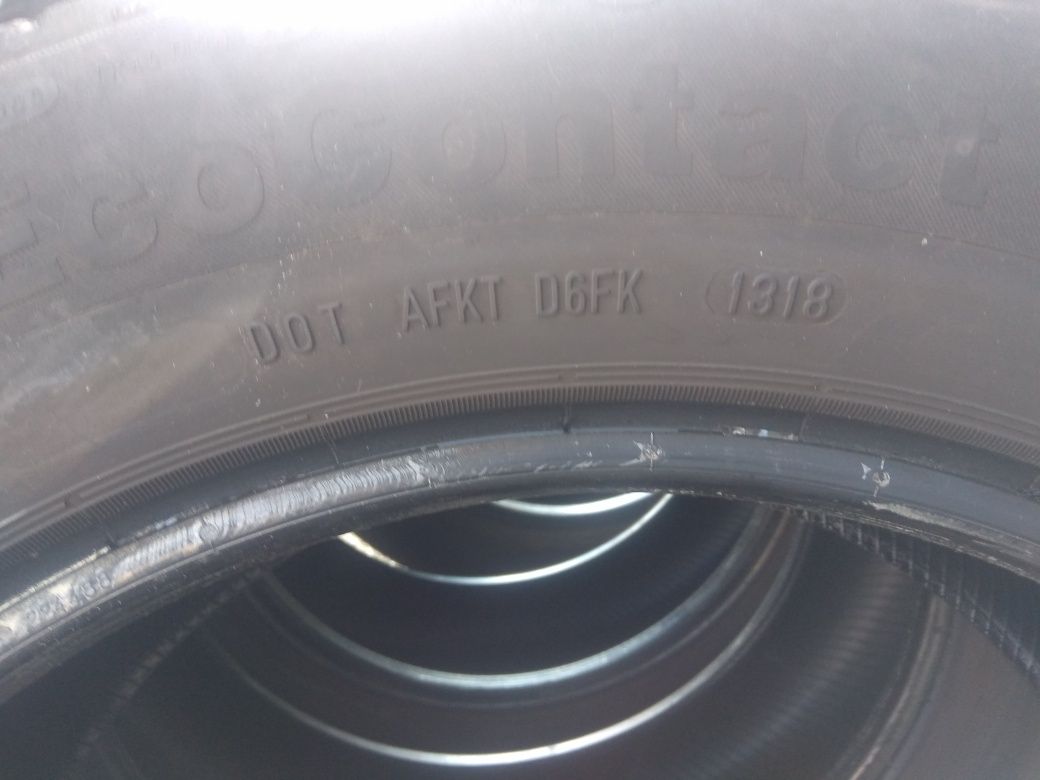 EcoContact
DOT AFKT D6FK 1318